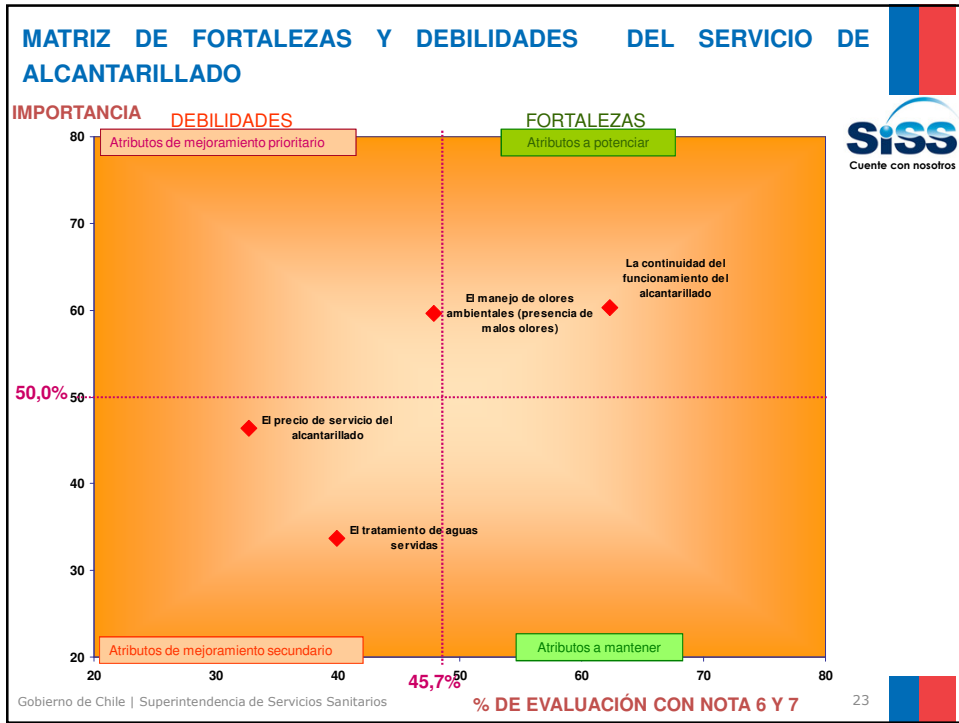 MATRIZ DE FORTALEZAS Y DEBILIDADES DEL SERVICIO DE
ALCANTARILLADO
SiSS
Cuente con nosotros
IMPORTANCIA
DEBILIDADES
FORTALEZAS
80
Atributos de mejoramiento prioritario
Atributos a potenciar
70
La continuidad del
funcionamiento del
alcantarillado
60
El manejo de olores
ambientales (presencia de
malos olores)
50,0%
50
El precio de servicio del
alcantarillado
40
El tratamiento de aguas
servidas
30
Atributos de mejoramiento secundario
Atributos a mantener
20
20
30
40
45,7%
50
60
70
80
Gobierno de Chile | Superintendencia de Servicios Sanitarios
% DE EVALUACIÓN CON NOTA 6 Y 7
23